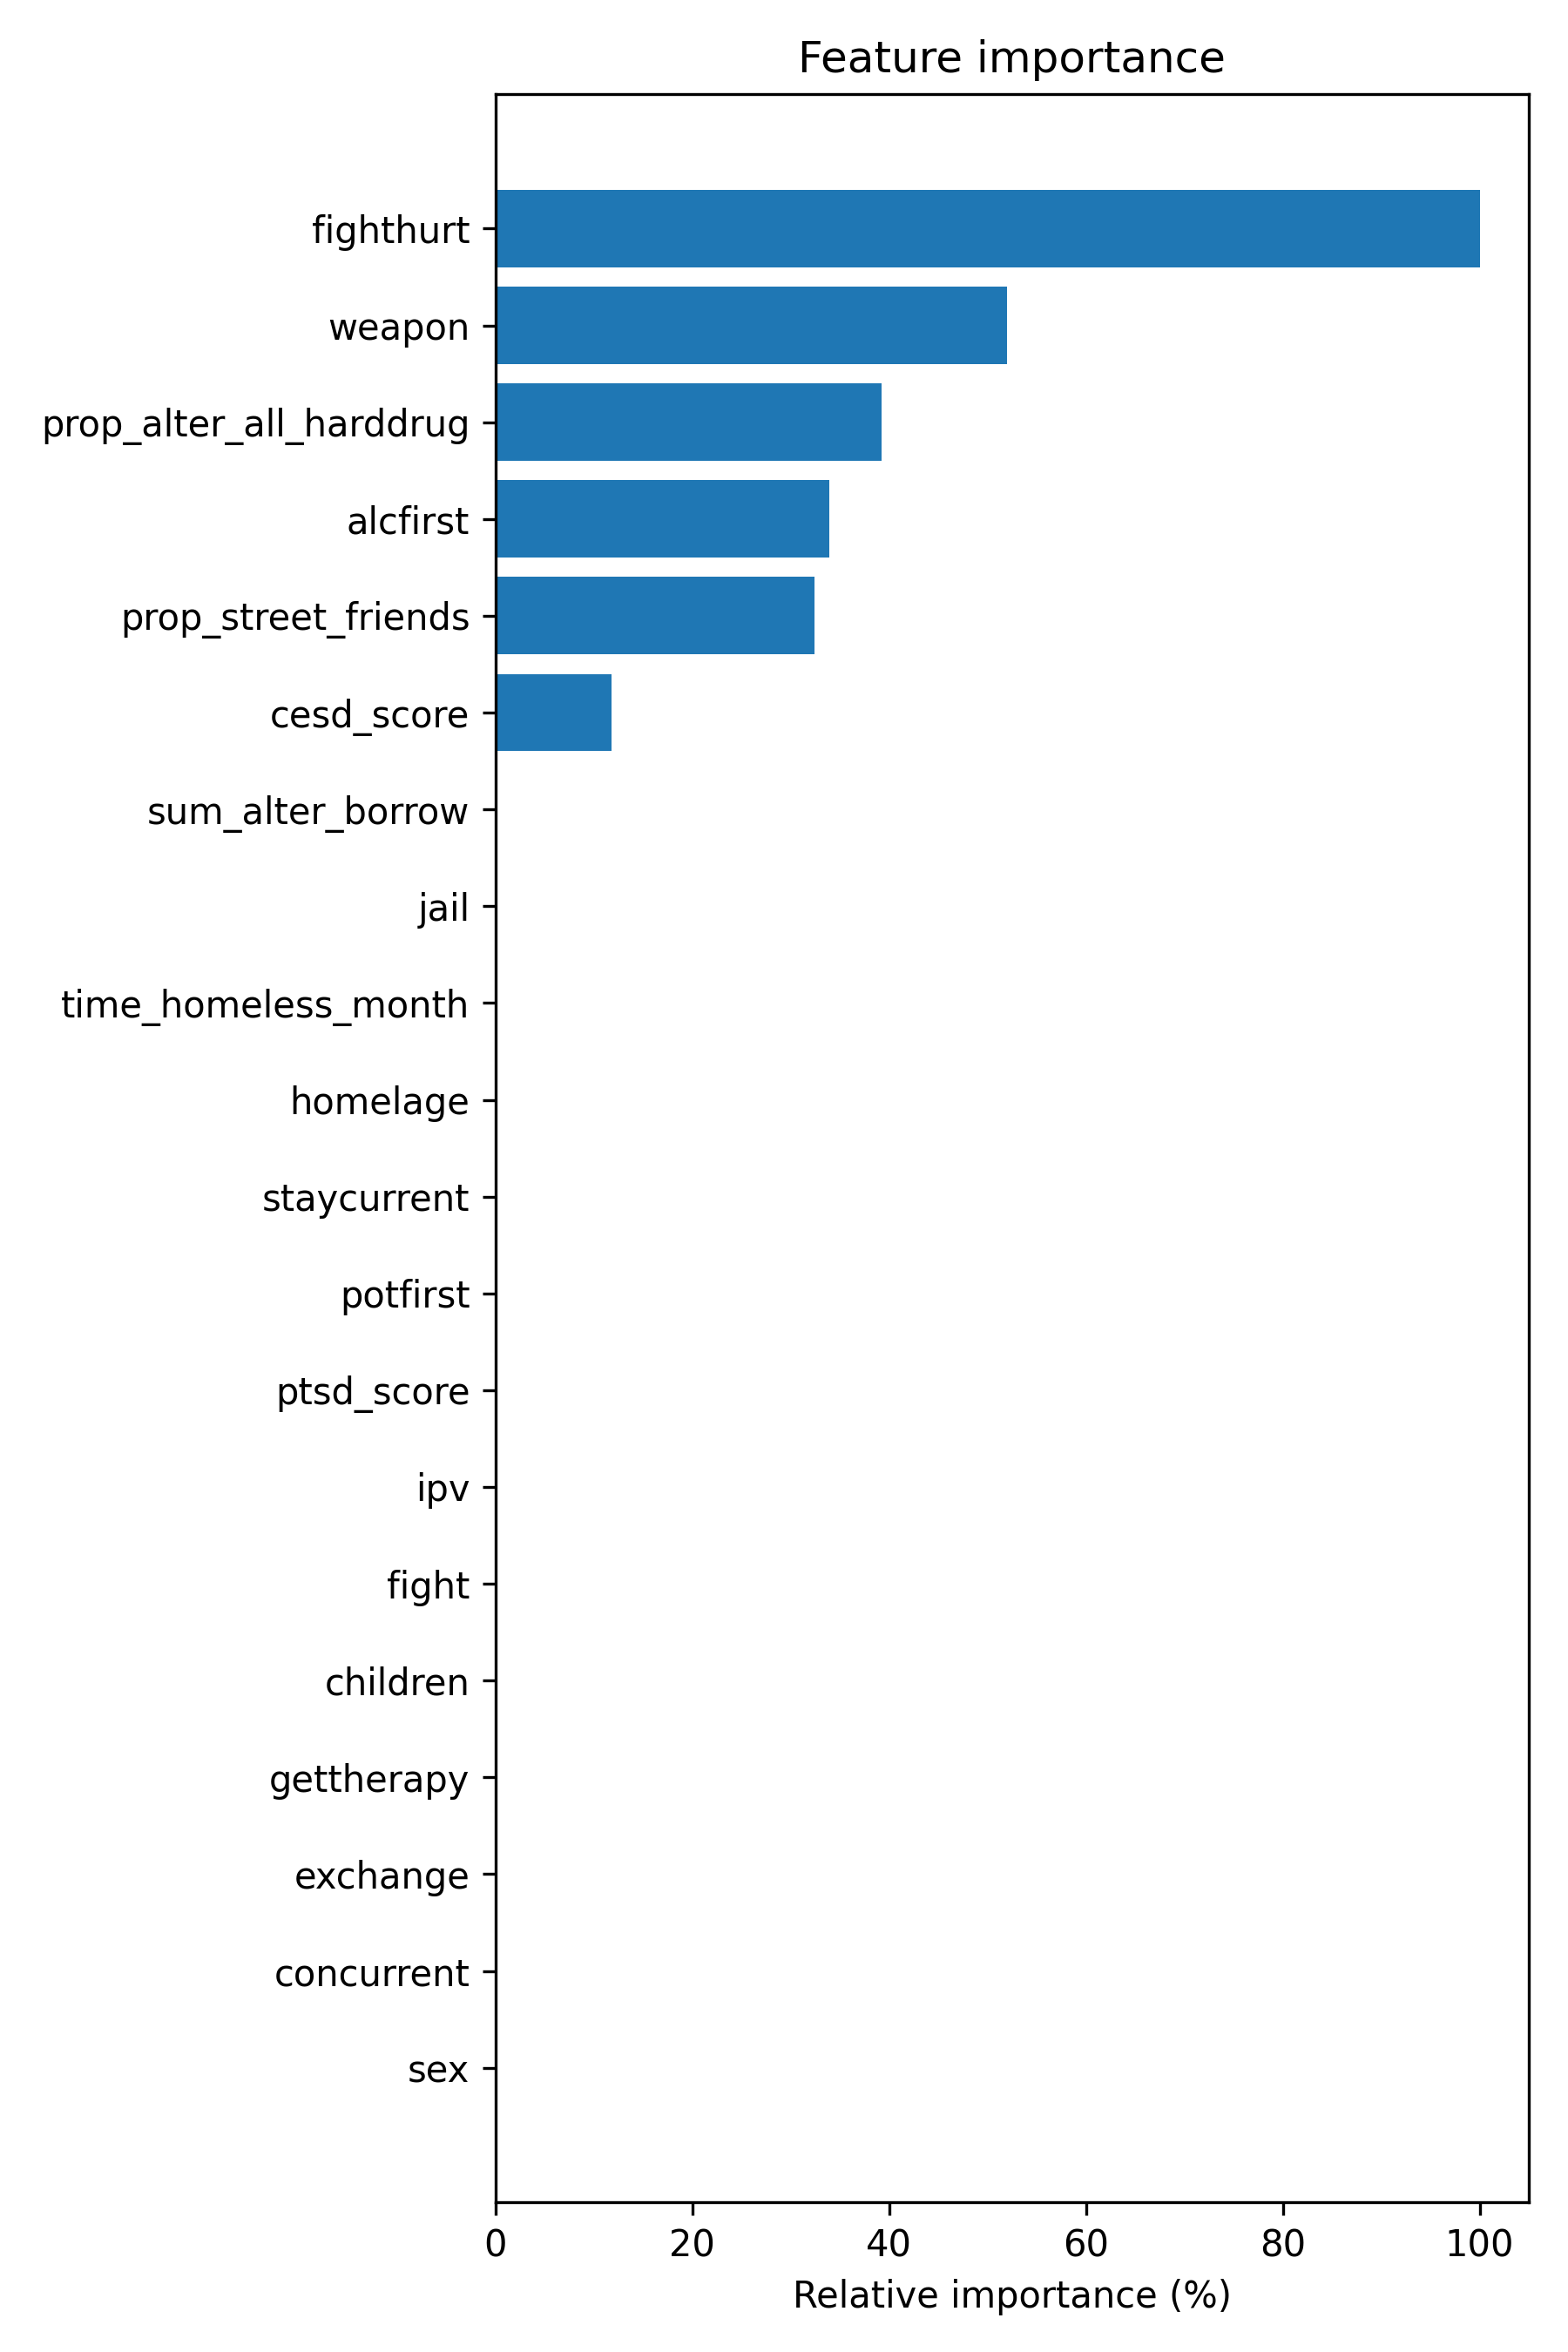 Feature importance
fighthurt
weapon
prop_alter_all_harddrug
alcfirst
prop_street_friends
cesd_score
sum_alter_borrow
jail
time_homeless_month
homelage
staycurrent
potfirst
ptsd_score
ipv
fight
children
gettherapy
exchange
concurrent
sex
0 20 40 60 80 100
Relative importance (%)